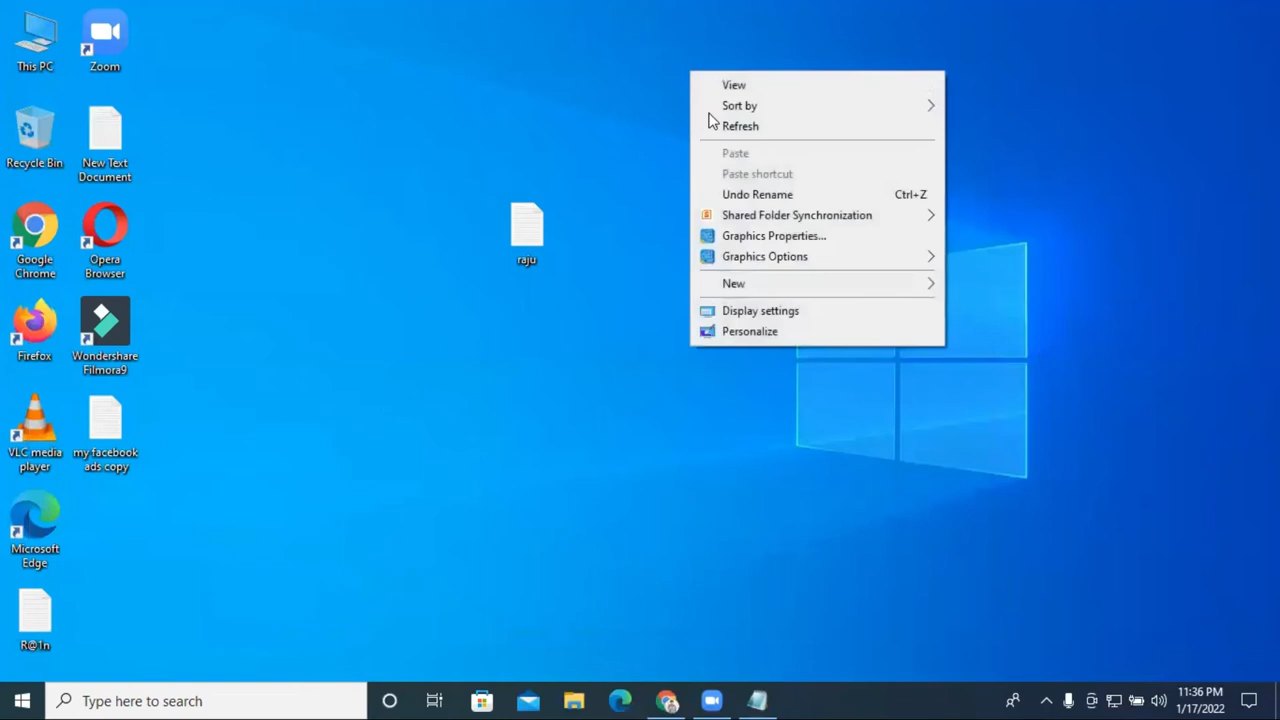 This PC
Zoom
Recycle Bin
New Text
Document
Google
Chrome
Opera
Browser
Firefox
Wondershare
Filmora9
VLC media
player
my facebook
ads copy
Microsoft
Edge
R@1n
raju
View
Sort by
Refresh
Paste
Paste shortcut
Undo Rename Ctrl+Z
Shared Folder Synchronization
Graphics Properties...
Graphics Options
New
Display settings
Personalize
Type here to search
11:36 PM
1/17/2022